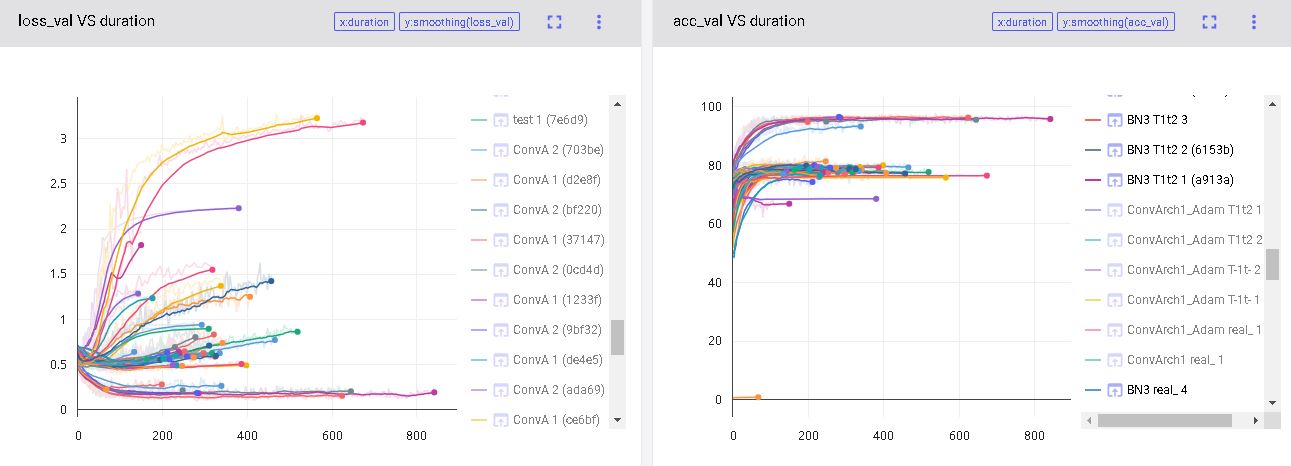 loss_val VS duration
x:duration
y:smoothing(loss_val)
3
2.5
2
1.5
1
0.5
0
0
200
400
600
800
test 1 (7e6d9)
ConvA 2 (703be)
ConvA 1 (d2e8f)
ConvA 2 (bf220)
ConvA 1 (37147)
ConvA 2 (0cd4d)
ConvA 1 (1233f)
ConvA 2 (9bf32)
ConvA 1 (de4e5)
ConvA 2 (ada69)
ConvA 1 (ce6bf)
acc_val VS duration
x:duration
y:smoothing(acc_val)
100
80
60
40
20
0
0
200
400
600
800
BN3 T1t2 3
BN3 T1t2 2 (6153b)
BN3 T1t2 1 (a913a)
ConvArch1_Adam T1t2 1
ConvArch1_Adam T1t2 2
ConvArch1_Adam T-1t- 2
ConvArch1_Adam T-1t- 1
ConvArch1_Adam real_ 1
ConvArch1 real_ 1
BN3 real_ 4